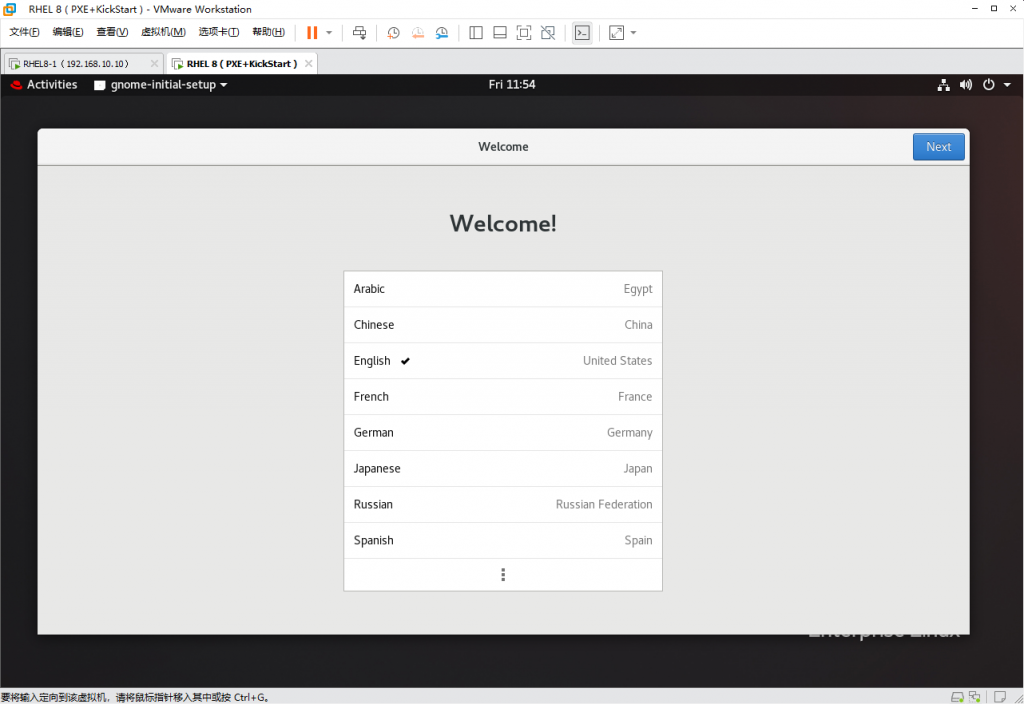 RHEL 8 ( PXE+KickStart ) - VMware Workstation
文件(F) 编辑(E) 查看(V) 虚拟机(M) 选项卡(T) 帮助(H)
RHEL8-1 ( 192.168.10.10 ) RHEL 8 ( PXE+KickStart )
Activities gnome-initial-setup Fri 11:54
Welcome Next
Welcome!
Arabic Egypt
Chinese China
English United States
French France
German Germany
Japanese Japan
Russian Russian Federation
Spanish Spain
Enterprise Linux
要将输入定向到该虚拟机，请将鼠标指针移入其中或按 Ctrl+G。